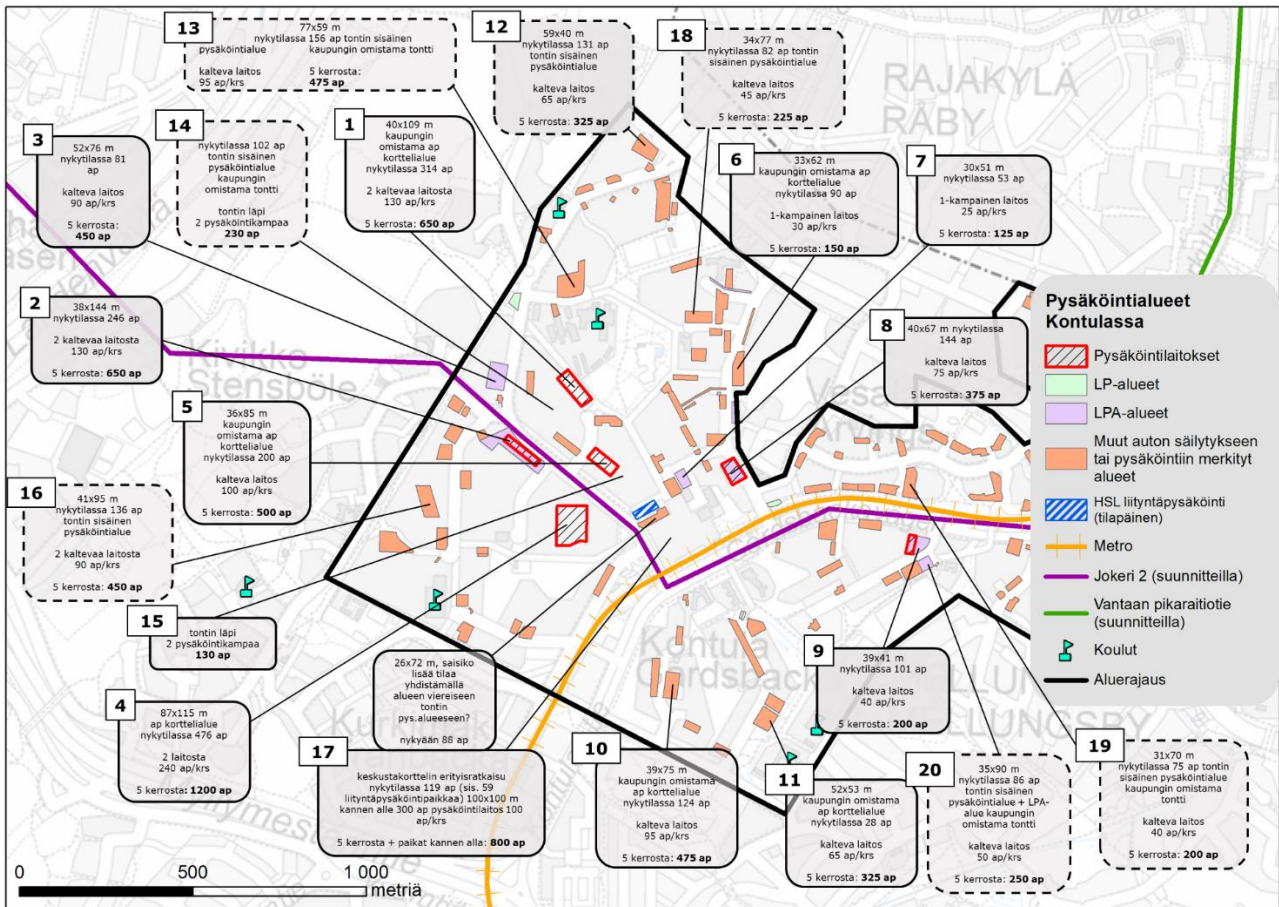 13
77x59 m
nykytilassa 156 ap tontin sisäinen
pysäköintialue kaupungin omistama tontti
kalteva laitos 5 kerrosta:
95 ap/krs 475 ap
12
59x40 m
nykytilassa 131 ap
tontin sisäinen
pysäköintialue
kalteva laitos
65 ap/krs
5 kerrosta: 325 ap
18
34x77 m
nykytilassa 82 ap tontin
sisäinen pysäköintialue
kalteva laitos
45 ap/krs
5 kerrosta: 225 ap
3
52x76 m
nykytilassa 81
ap
kalteva laitos
90 ap/krs
5 kerrosta:
450 ap
14
nykytilassa 102 ap
tontin sisäinen
pysäköintialue
kaupungin
omistama tontti
tontin läpi
2 pysäköintikampaa
230 ap
1
40x109 m
kaupungin
omistama ap
korttelialue
nykytilassa 314 ap
2 kaltevaa laitosta
130 ap/krs
5 kerrosta: 650 ap
6
33x62 m
kaupungin omistama ap
korttelialue
nykytilassa 90 ap
1-kampainen laitos
30 ap/krs
5 kerrosta: 150 ap
7
30x51 m
nykytilassa 53 ap
1-kampainen laitos
25 ap/krs
5 kerrosta: 125 ap
RAJAKYLÄ
RÅBY
2
38x144 m
nykytilassa 246 ap
2 kaltevaa laitosta
130 ap/krs
5 kerrosta: 650 ap
Kivikko
Stensböle
8
40x67 m nykytilassa
144 ap
kalteva laitos
75 ap/krs
5 kerrosta: 375 ap
5
36x85 m
kaupungin
omistama ap
korttelialue
nykytilassa 200 ap
kalteva laitos
100 ap/krs
5 kerrosta: 500 ap
16
41x95 m
nykytilassa 136 ap
tontin sisäinen
pysäköintialue
2 kaltevaa laitosta
90 ap/krs
5 kerrosta: 450 ap
15
tontin läpi
2 pysäköintikampaa
130 ap
4
87x115 m
ap korttelialue
nykytilassa 476 ap
2 laitosta
240 ap/krs
5 kerrosta: 1200 ap
26x72 m, saisiko
lisää tilaa
yhdistämällä
alueen viereiseen
tontin
pys.alueeseen?
nykyään 88 ap
17
keskustakorttelin erityisratkaisu
nykytilassa 119 ap (sis. 59
liityntäpysäköintipaikkaa) 100x100 m
kannen alle 300 ap pysäköintilaitos 100
ap/krs
5 kerrosta + paikat kannen alla: 800 ap
Kontula
Gårdsbacka
10
39x75 m
kaupungin omistama
ap korttelialue
nykytilassa 124 ap
kalteva laitos
95 ap/krs
5 kerrosta: 475 ap
11
52x53 m
kaupungin omistama
ap korttelialue
nykytilassa 28 ap
kalteva laitos
65 ap/krs
5 kerrosta: 325 ap
9
39x41 m
nykytilassa 101 ap
kalteva laitos
40 ap/krs
5 kerrosta: 200 ap
20
35x90 m
nykytilassa 86 ap
tontin sisäinen
pysäköintialue + LPA-
alue kaupungin
omistama tontti
kalteva laitos
50 ap/krs
5 kerrosta: 250 ap
19
31x70 m
nykytilassa 75 ap tontin
sisäinen pysäköintialue
kaupungin omistama
tontti
kalteva laitos
40 ap/krs
5 kerrosta: 200 ap
Pysäköintialueet
Kontulassa
Pysäköintilaitokset
LP-alueet
LPA-alueet
Muut auton säilytykseen
tai pysäköintiin merkityt
alueet
HSL liityntäpysäköinti
(tilapäinen)
Metro
Jokeri 2 (suunnitteilla)
Vantaan pikaraitiotie
(suunnitteilla)
Koulut
Aluerajaus
0 500 1 000
metriä